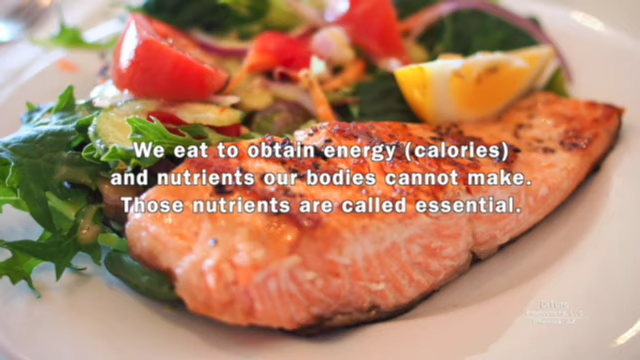 We eat to obtain energy (calories)
and nutrients our bodies cannot make.
Those nutrients are called essential.